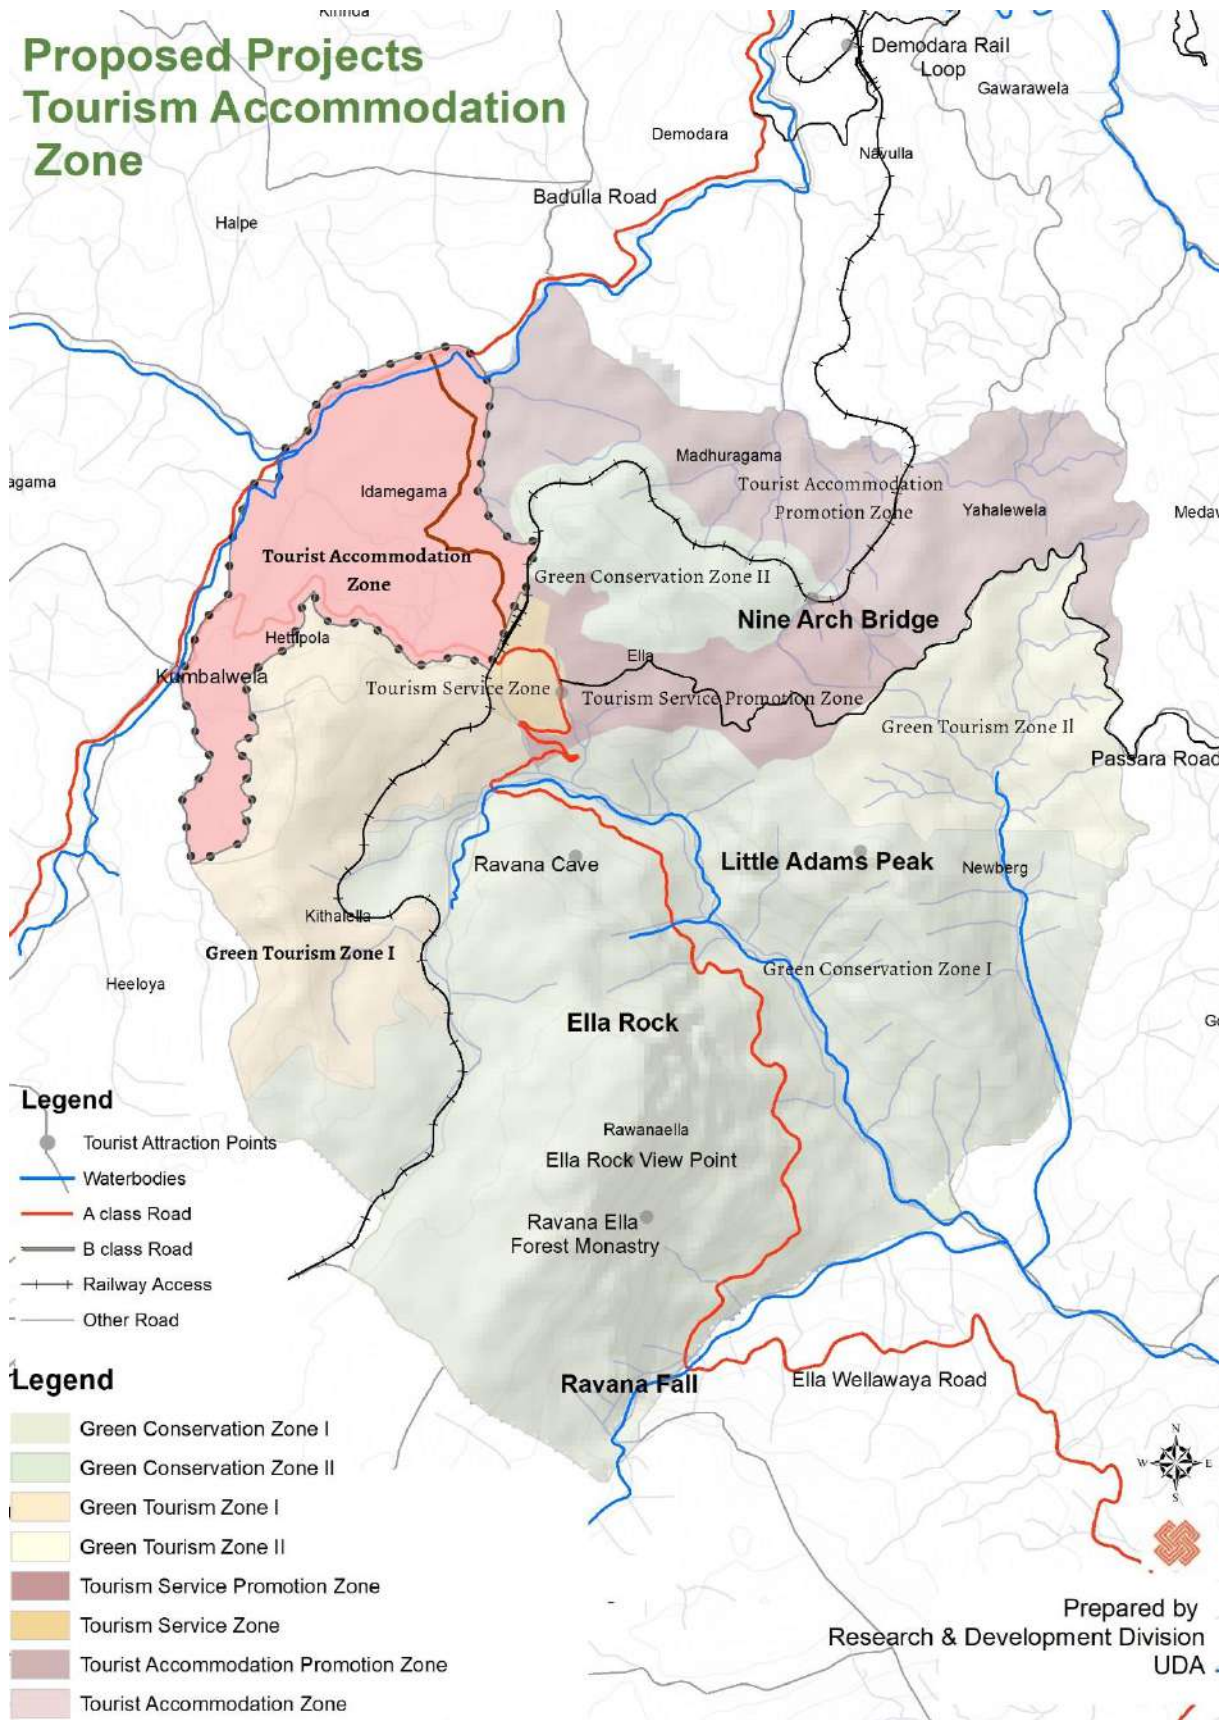 Kirinda
Proposed Projects
Tourism Accommodation
Zone
Demodara Rail
Loop
Gawarawela
Demodara
Navulla
Badulla Road
Halpe
Madhuragama
Tourist Accommodation
Promotion Zone
agama
Idamegama
Yahalewela
Medaw
Tourist Accommodation
Zone
Green Conservation Zone II
Nine Arch Bridge
Hettipola
Ella
Kumbalwela
Tourism Service Zone
Tourism Service Promotion Zone
Green Tourism Zone II
Passara Road
Ravana Cave
Little Adams Peak
Newberg
Kithalella
Green Tourism Zone I
Green Conservation Zone I
Heeloya
Ella Rock
Go
Legend
Tourist Attraction Points
Waterbodies
A class Road
B class Road
Railway Access
Other Road
Rawanaella
Ella Rock View Point
Ravana Ella
Forest Monastry
Ravana Fall
Ella Wellawaya Road
Legend
Green Conservation Zone I
Green Conservation Zone II
Green Tourism Zone I
Green Tourism Zone II
Tourism Service Promotion Zone
Tourism Service Zone
Tourist Accommodation Promotion Zone
Tourist Accommodation Zone
N
W E
S
Prepared by
Research & Development Division
UDA